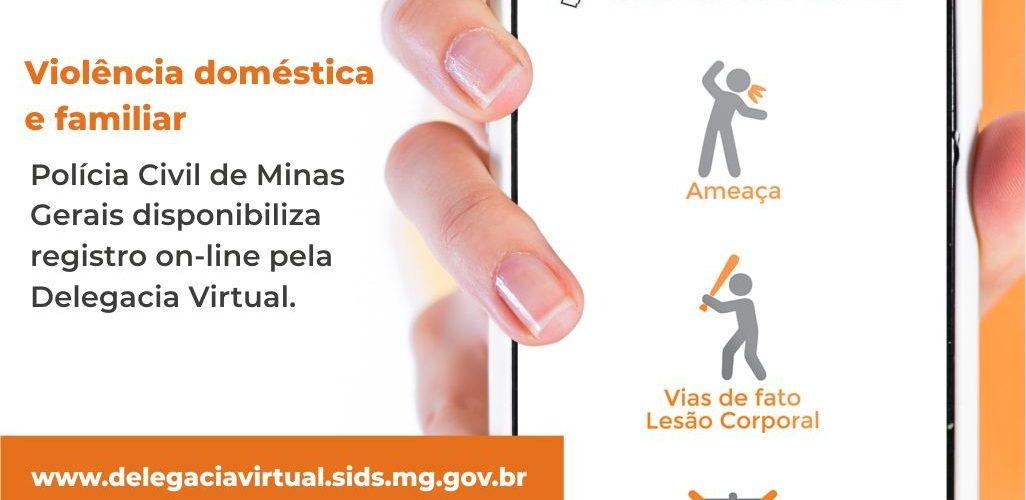 Violência doméstica
e familiar
Polícia Civil de Minas
Gerais disponibiliza
registro on-line pela
Delegacia Virtual.
www.delegaciavirtual.sids.mg.gov.br
Ameaça
Vias de fato
Lesão Corporal